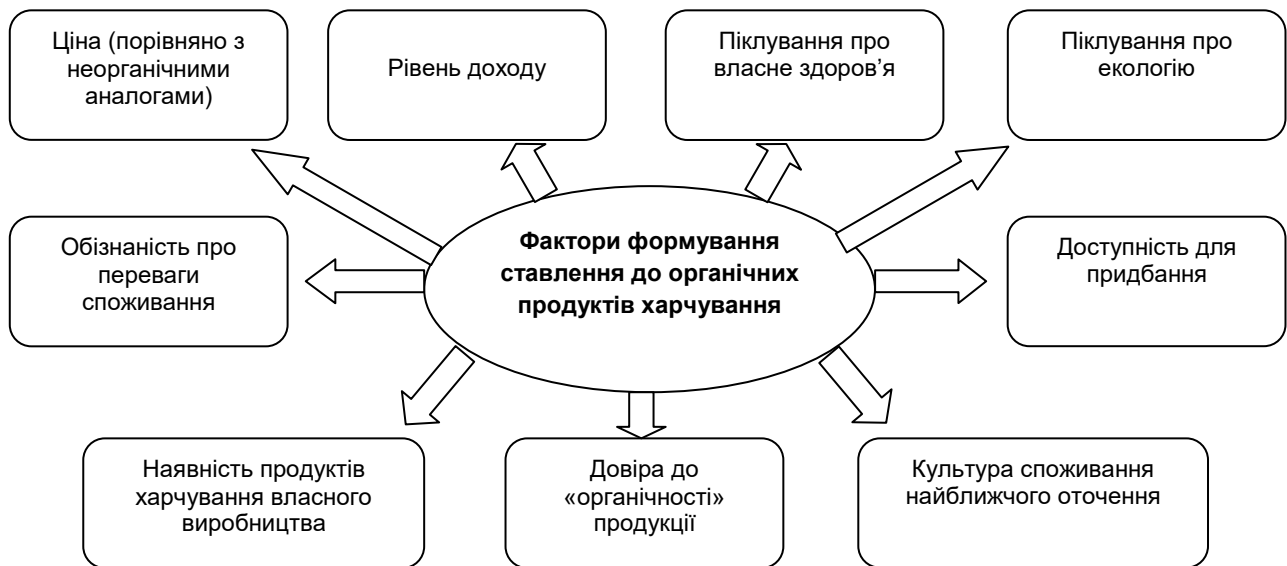 Ціна (порівняно з
неорганічними
аналогами)
Рівень доходу
Піклування про
власне здоров’я
Піклування про
екологію
Обізнаність про
переваги
споживання
Фактори формування
ставлення до органічних
продуктів харчування
Доступність для
придбання
Наявність продуктів
харчування власного
виробництва
Довіра до
«органічності»
продукції
Культура споживання
найближчого оточення